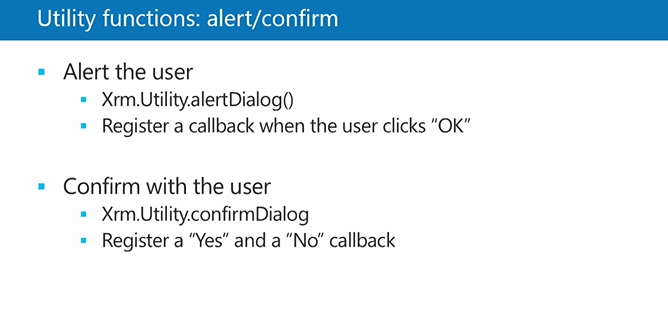 Utility functions: alert/confirm
▪ Alert the user
▪ Xrm.Utility.alertDialog()
▪ Register a callback when the user clicks “OK”
▪ Confirm with the user
▪ Xrm.Utility.confirmDialog
▪ Register a “Yes” and a “No” callback